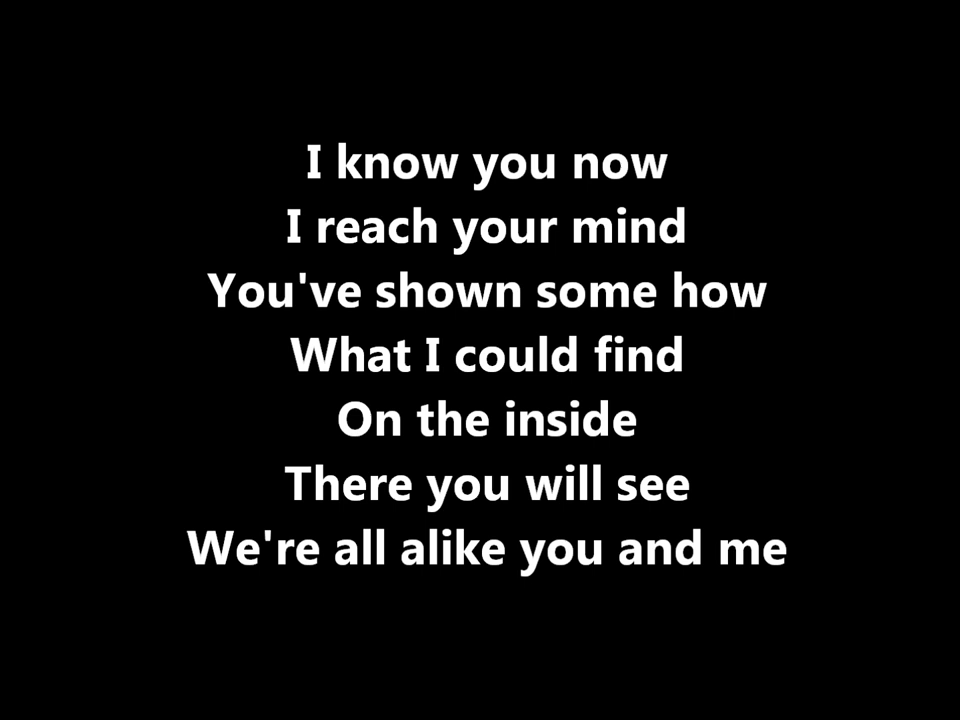 I know you now
I reach your mind
You've shown some how
What I could find
On the inside
There you will see
We're all alike you and me